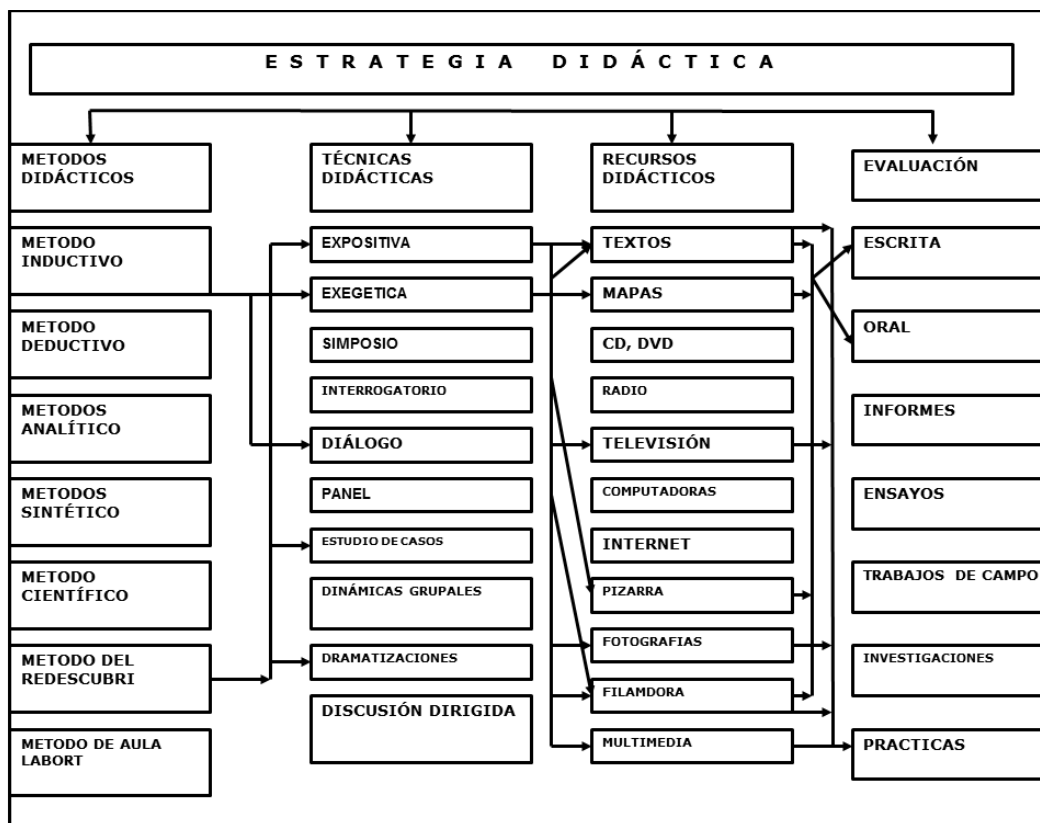 ESTRATEGIA DIDÁCTICA
METODOS
DIDÁCTICOS
METODO
INDUCTIVO
METODO
DEDUCTIVO
METODOS
ANALÍTICO
METODOS
SINTÉTICO
METODO
CIENTÍFICO
METODO DEL
REDESCUBRI
METODO DE AULA
LABORT
TÉCNICAS
DIDÁCTICAS
EXPOSITIVA
EXEGETICA
SIMPOSIO
INTERROGATORIO
DIÁLOGO
PANEL
ESTUDIO DE CASOS
DINÁMICAS GRUPALES
DRAMATIZACIONES
DISCUSIÓN DIRIGIDA
RECURSOS
DIDÁCTICOS
TEXTOS
MAPAS
CD, DVD
RADIO
TELEVISIÓN
COMPUTADORAS
INTERNET
PIZARRA
FOTOGRAFIAS
FILAMDORA
MULTIMEDIA
EVALUACIÓN
ESCRITA
ORAL
INFORMES
ENSAYOS
TRABAJOS DE CAMPO
INVESTIGACIONES
PRACTICAS